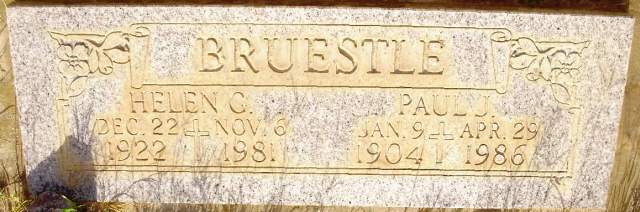 BRUESTLE
HELEN C. PAUL J.
DEC. 22 NOV. 6 JAN. 9 APR. 29
1922 1981 1904 1986